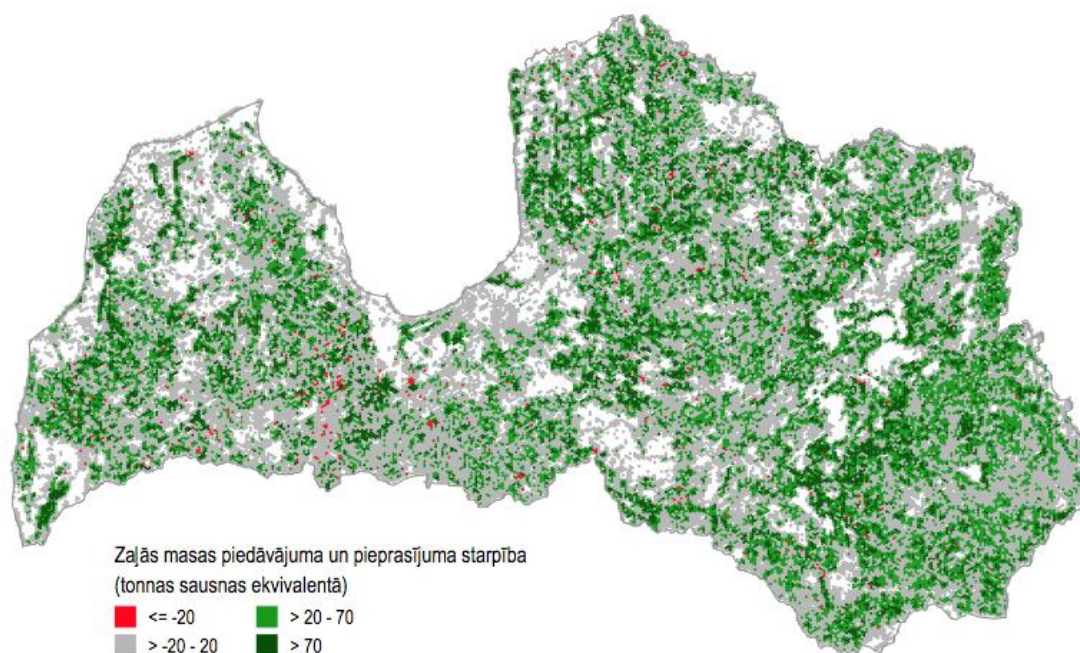 Zaļās masas piedāvājuma un pieprasījuma starpība
(tonnas sausnas ekvivalentā)
<= -20
> 20 - 70
> -20 - 20
> 70